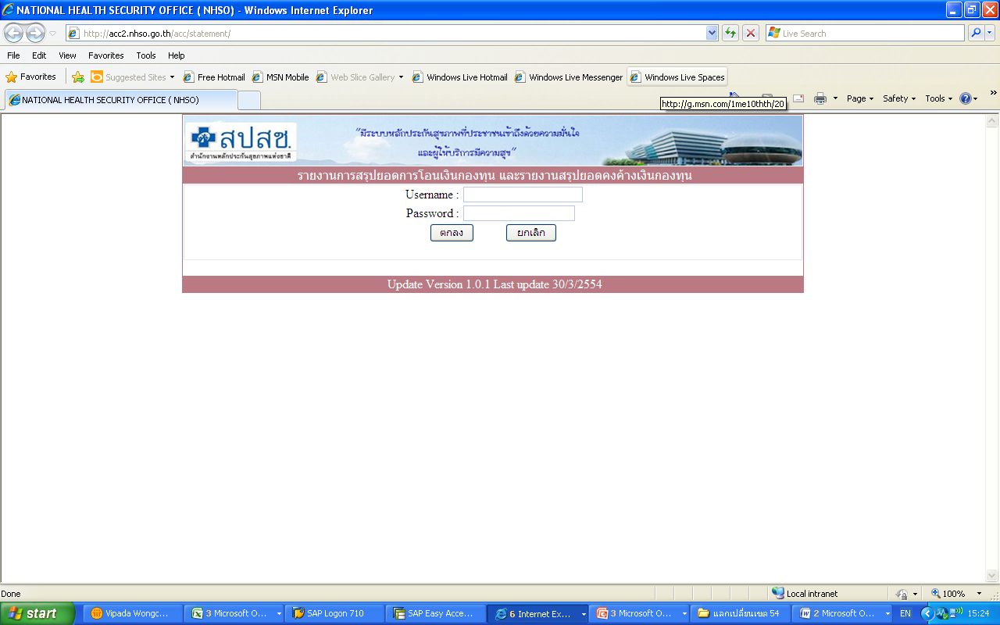 NATIONAL HEALTH SECURITY OFFICE ( NHSO) - Windows Internet Explorer
http://acc2.nhso.go.th/acc/statement/
Live Search
File Edit View Favorites Tools Help
Favorites Suggested Sites Free Hotmail MSN Mobile Web Slice Gallery Windows Live Hotmail Windows Live Messenger Windows Live Spaces
NATIONAL HEALTH SECURITY OFFICE ( NHSO)
Page Safety Tools
http://g.msn.com/1me10thth/20
สปสช.
สำนักงานหลักประกันสุขภาพแห่งชาติ
"มีระบบหลักประกันสุขภาพที่ประชาชนเข้าถึงด้วยความมั่นใจ
และผู้ให้บริการมีความสุข"
รายงานการสรุปยอดการโอนเงินกองทุน และรายงานสรุปยอดคงค้างเงินกองทุน
Username :
Password :
ตกลง ยกเลิก
Update Version 1.0.1 Last update 30/3/2554
Done Local intranet 100%
start Vipada Wongc... 3 Microsoft O... SAP Logon 710 SAP Easy Acce... 6 Internet Ex... 3 Microsoft O... แลกเปลี่ยนเขต 54 2 Microsoft O... EN 15:24